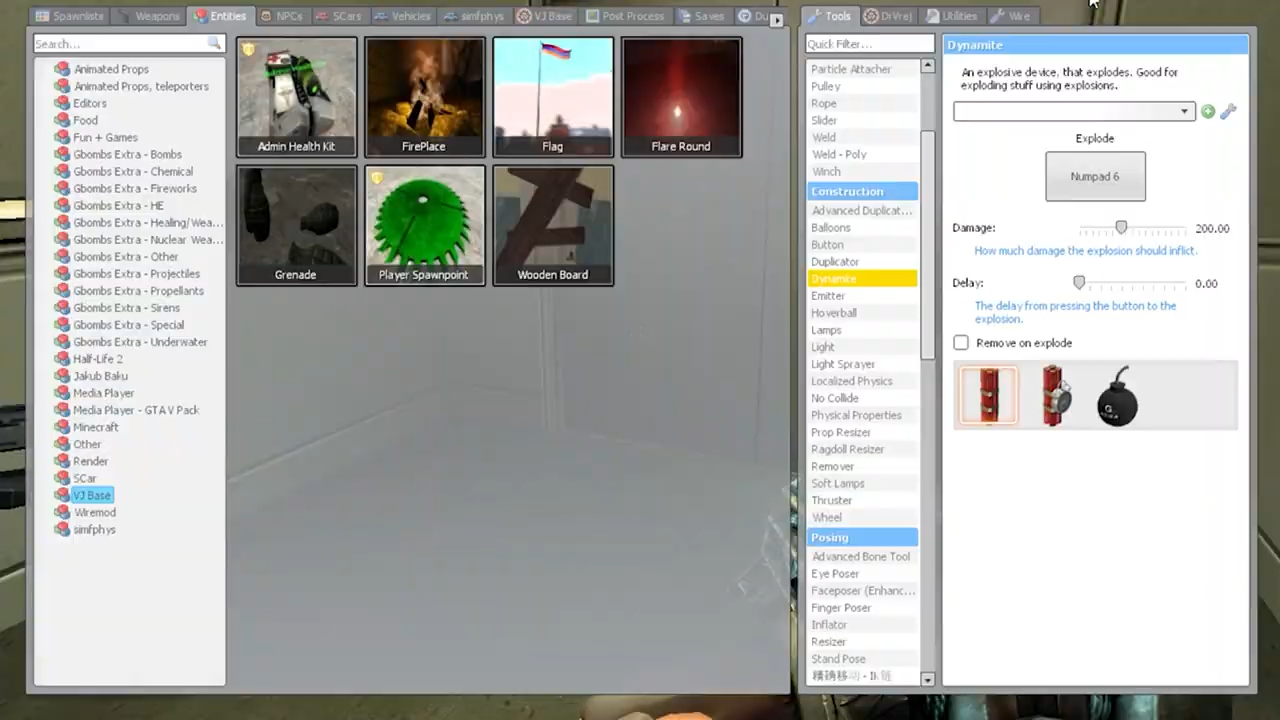 Spawnlists
Weapons
Entities
NPCs
SCars
Vehicles
simfphys
VJ Base
Post Process
Saves
Du
Search...
Animated Props
Animated Props, teleporters
Editors
Food
Fun + Games
Gbombs Extra - Bombs
Gbombs Extra - Chemical
Gbombs Extra - Fireworks
Gbombs Extra - HE
Gbombs Extra - Healing/Wea...
Gbombs Extra - Nuclear Wea...
Gbombs Extra - Other
Gbombs Extra - Projectiles
Gbombs Extra - Propellants
Gbombs Extra - Sirens
Gbombs Extra - Special
Gbombs Extra - Underwater
Half-Life 2
Jakub Baku
Media Player
Media Player - GTA V Pack
Minecraft
Other
Render
SCar
VJ Base
Wiremod
simfphys
Admin Health Kit
FirePlace
Flag
Flare Round
Grenade
Player Spawnpoint
Wooden Board
Tools
DrVrej
Utilities
Wire
Quick Filter...
Particle Attacher
Pulley
Rope
Slider
Weld
Weld - Poly
Winch
Construction
Advanced Duplicat...
Balloons
Button
Duplicator
Dynamite
Emitter
Hoverball
Lamps
Light
Light Sprayer
Localized Physics
No Collide
Physical Properties
Prop Resizer
Ragdoll Resizer
Remover
Soft Lamps
Thruster
Wheel
Posing
Advanced Bone Tool
Eye Poser
Faceposer (Enhanc...
Finger Poser
Inflator
Resizer
Stand Pose
Dynamite
An explosive device, that explodes. Good for
exploding stuff using explosions.
Explode
Numpad 6
Damage: 200.00
How much damage the explosion should inflict.
Delay: 0.00
The delay from pressing the button to the
explosion.
Remove on explode